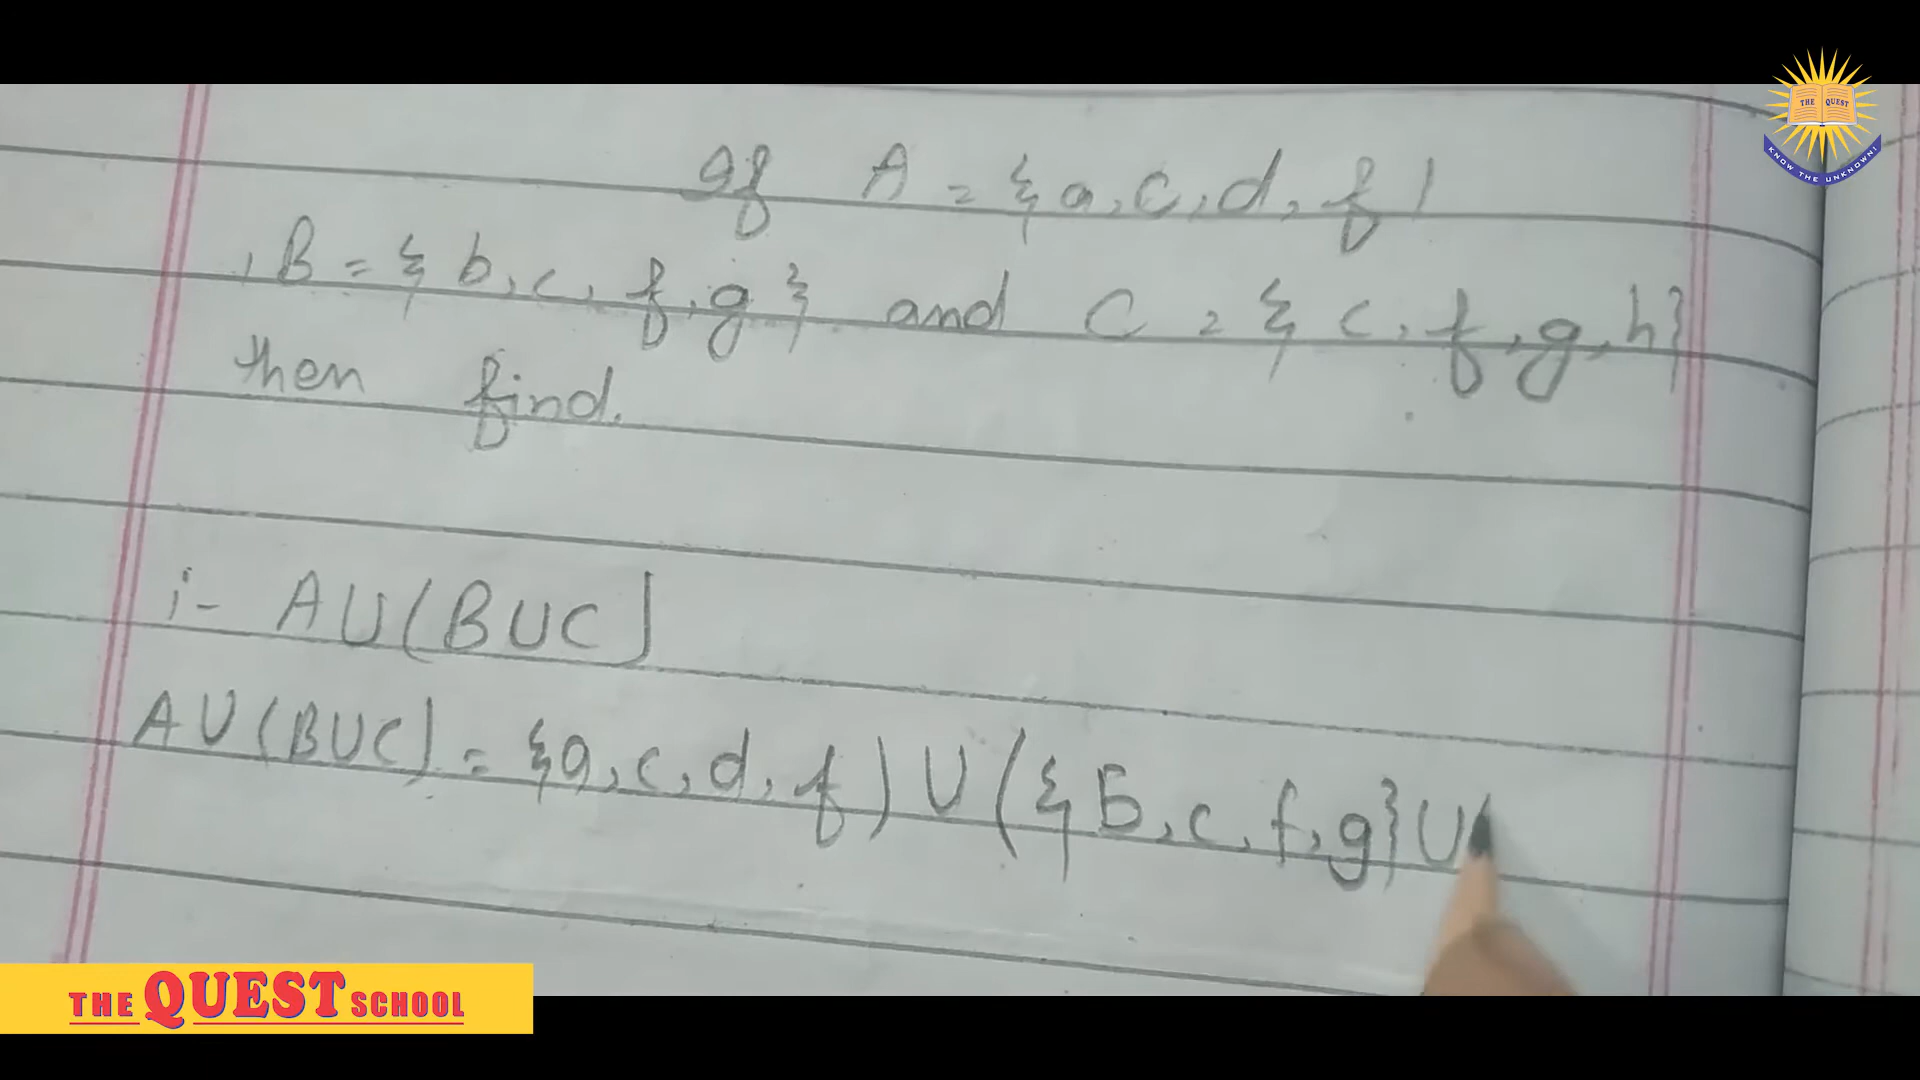 If A = {a, c, d, f }
, B = { b, c, f, g } and C = { c, f, g, h}
then find.
i- AU(BUC)
AU(BUC) = {a, c, d, f) U ({ b, c, f, g} U
THE QUEST
KNOW THE UNKNOWN!
THE QUEST SCHOOL